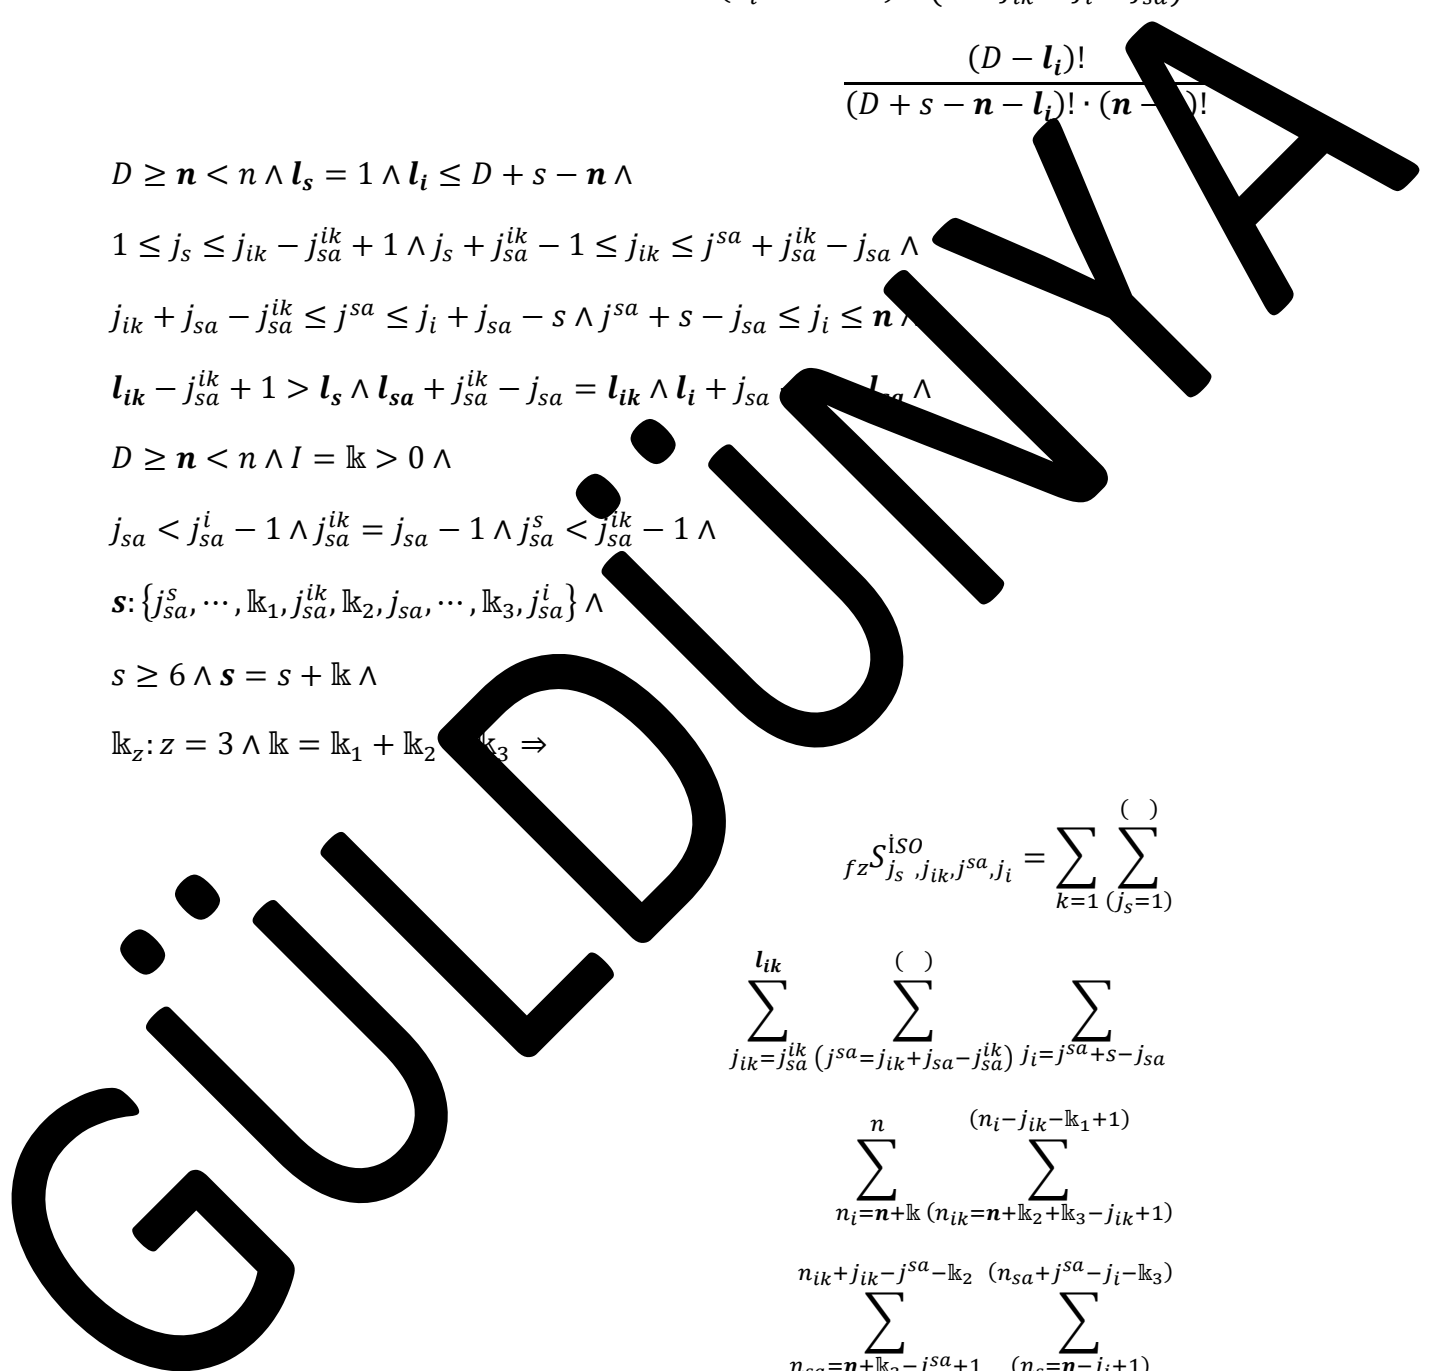 (D − l_i)!
(D + s − n − l_i)! · (n − )!
D ≥ n < n ∧ l_s = 1 ∧ l_i ≤ D + s − n ∧
1 ≤ j_s ≤ j_ik − j_sa^ik + 1 ∧ j_s + j_sa^ik − 1 ≤ j_ik ≤ j^sa + j_sa^ik − j_sa ∧
j_ik + j_sa − j_sa^ik ≤ j^sa ≤ j_i + j_sa − s ∧ j^sa + s − j_sa ≤ j_i ≤ n ∧
l_ik − j_sa^ik + 1 > l_s ∧ l_sa + j_sa^ik − j_sa = l_ik ∧ l_i + j_sa l_sa ∧
D ≥ n < n ∧ I = 𝕜 > 0 ∧
j_sa < j_sa^i − 1 ∧ j_sa^ik = j_sa − 1 ∧ j_sa^s < j_sa^ik − 1 ∧
s: {j_sa^s, ⋯, 𝕜_1, j_sa^ik, 𝕜_2, j_sa, ⋯, 𝕜_3, j_sa^i} ∧
s ≥ 6 ∧ s = s + 𝕜 ∧
𝕜_z: z = 3 ∧ 𝕜 = 𝕜_1 + 𝕜_2 𝕜_3 ⇒
( )
fzS^İSO_{j_s ,j_ik,j^sa,j_i} = ∑ ∑
k=1 (j_s=1)
l_ik ( )
∑ ∑ ∑
j_ik=j_sa^ik (j^sa=j_ik+j_sa−j_sa^ik) j_i=j^sa+s−j_sa
n (n_i−j_ik−𝕜_1+1)
∑ ∑
n_i=n+𝕜 (n_ik=n+𝕜_2+𝕜_3−j_ik+1)
n_ik+j_ik−j^sa−𝕜_2 (n_sa+j^sa−j_i−𝕜_3)
∑ ∑
n_sa=n+𝕜_3−j^sa+1 (n_s=n−j_i+1)
GÜLDÜNYA